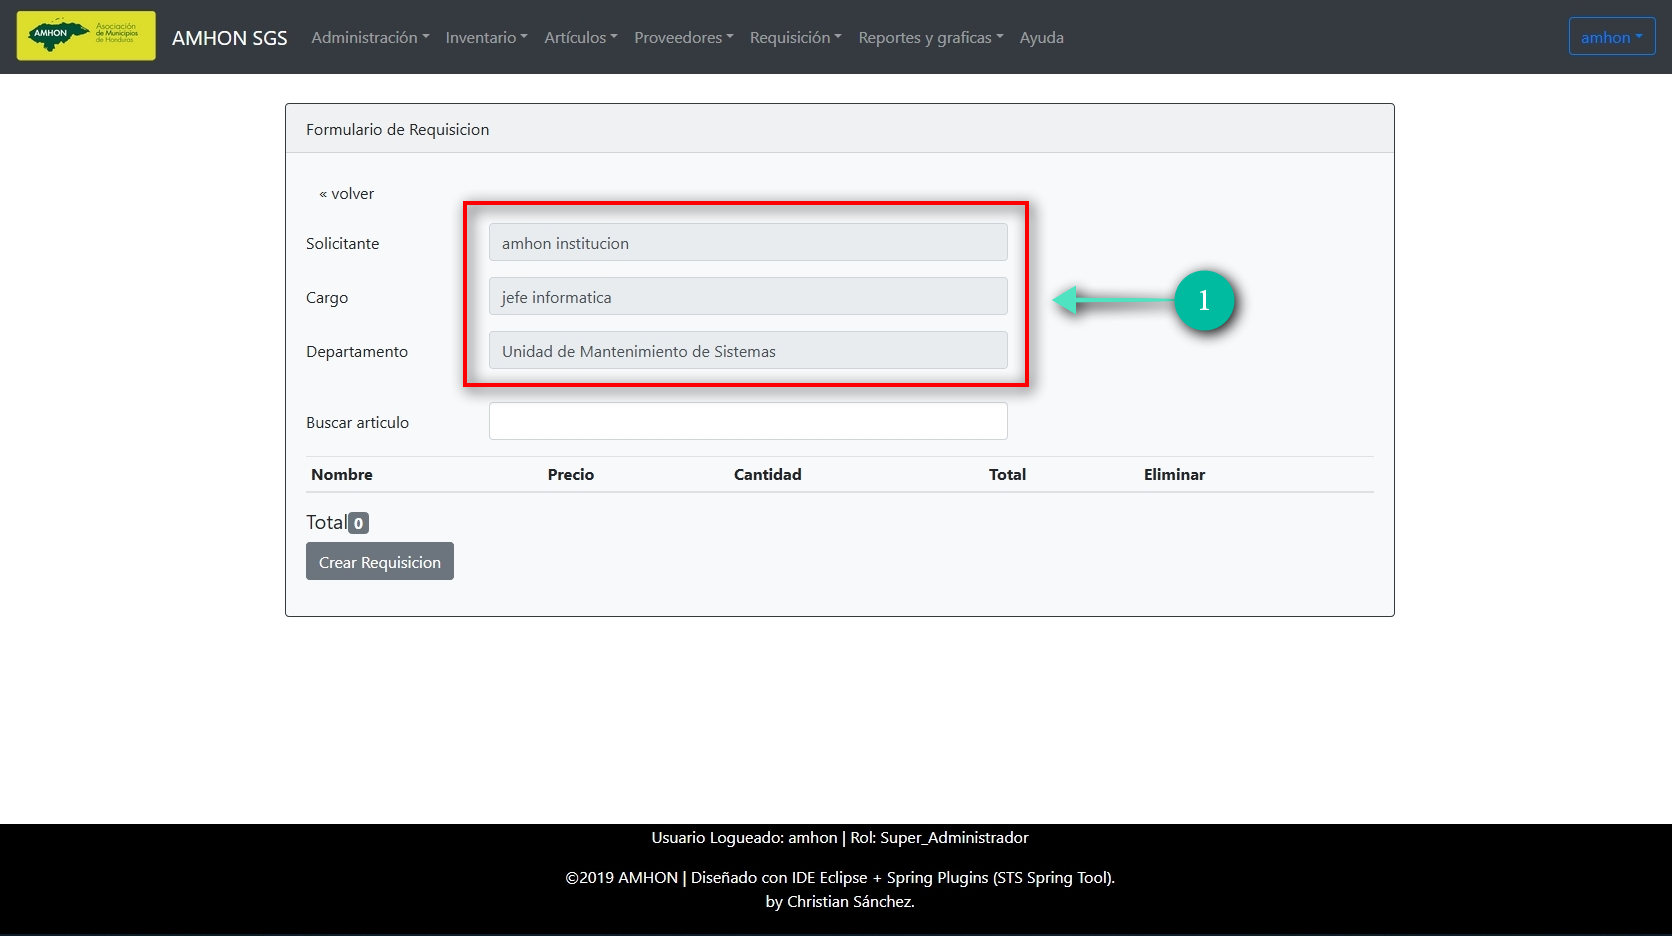 AMHON
Asociación
de Municipios
de Honduras
AMHON SGS Administración Inventario Artículos Proveedores Requisición Reportes y graficas Ayuda amhon
Formulario de Requisicion
« volver
Solicitante amhon institucion
Cargo jefe informatica
1
Departamento Unidad de Mantenimiento de Sistemas
Buscar articulo
Nombre Precio Cantidad Total Eliminar
Total 0
Crear Requisicion
Usuario Logueado: amhon | Rol: Super_Administrador
©2019 AMHON | Diseñado con IDE Eclipse + Spring Plugins (STS Spring Tool).
by Christian Sánchez.